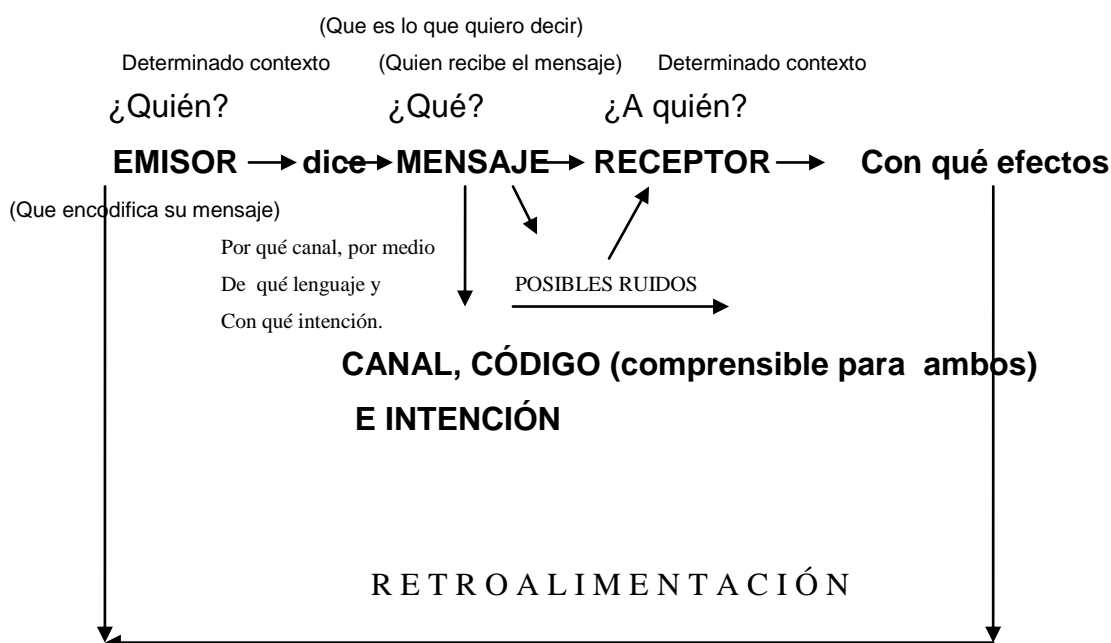 (Que es lo que quiero decir)
Determinado contexto (Quien recibe el mensaje) Determinado contexto
¿Quién? ¿Qué? ¿A quién?
EMISOR dice MENSAJE RECEPTOR Con qué efectos
(Que encodifica su mensaje)
Por qué canal, por medio
De qué lenguaje y POSIBLES RUIDOS
Con qué intención.
CANAL, CÓDIGO (comprensible para ambos)
E INTENCIÓN
R E T R O A L I M E N T A C I Ó N